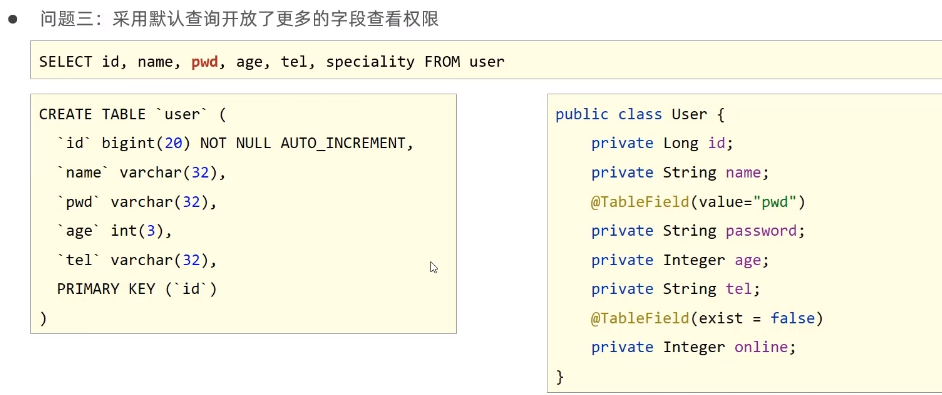 ● 问题三：采用默认查询开放了更多的字段查看权限
SELECT id, name, pwd, age, tel, speciality FROM user
CREATE TABLE `user` (
`id` bigint(20) NOT NULL AUTO_INCREMENT,
`name` varchar(32),
`pwd` varchar(32),
`age` int(3),
`tel` varchar(32),
PRIMARY KEY (`id`)
)
public class User {
private Long id;
private String name;
@TableField(value="pwd")
private String password;
private Integer age;
private String tel;
@TableField(exist = false)
private Integer online;
}